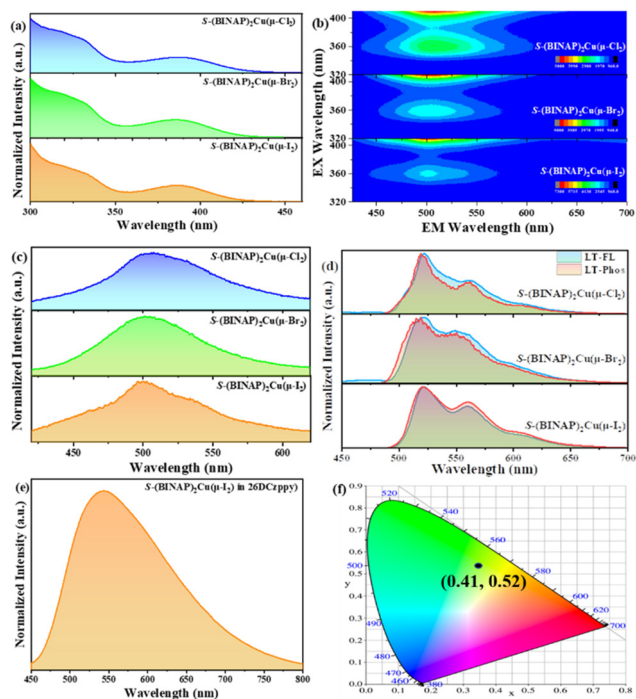 (a)
S-(BINAP)₂Cu(μ-Cl₂)
S-(BINAP)₂Cu(μ-Br₂)
S-(BINAP)₂Cu(μ-I₂)
Normalized Intensity (a.u.)
300 350 400 450
Wavelength (nm)
(b)
S-(BINAP)₂Cu(μ-Cl₂)
S-(BINAP)₂Cu(μ-Br₂)
S-(BINAP)₂Cu(μ-I₂)
EX Wavelength (nm)
400
360
320
400
360
320
400
360
320
450 500 550 600 650 700
EM Wavelength (nm)
(c)
S-(BINAP)₂Cu(μ-Cl₂)
S-(BINAP)₂Cu(μ-Br₂)
S-(BINAP)₂Cu(μ-I₂)
Normalized Intensity (a.u.)
450 500 550 600
Wavelength (nm)
(d)
LT-FL
LT-Phos
S-(BINAP)₂Cu(μ-Cl₂)
S-(BINAP)₂Cu(μ-Br₂)
S-(BINAP)₂Cu(μ-I₂)
Normalized Intensity (a.u.)
450 500 550 600 650 700
Wavelength (nm)
(e)
S-(BINAP)₂Cu(μ-I₂) in 26DCzppy
Normalized Intensity (a.u.)
450 500 550 600 650 700 750 800
Wavelength (nm)
(f)
0.9
0.8
0.7
0.6
0.5
0.4
0.3
0.2
0.1
0.0
y
520
540
560
500
580
(0.41, 0.52)
600
620
700
490
480
470
460
380
0.0 0.1 0.2 0.3 0.4 0.5 0.6 0.7 0.8